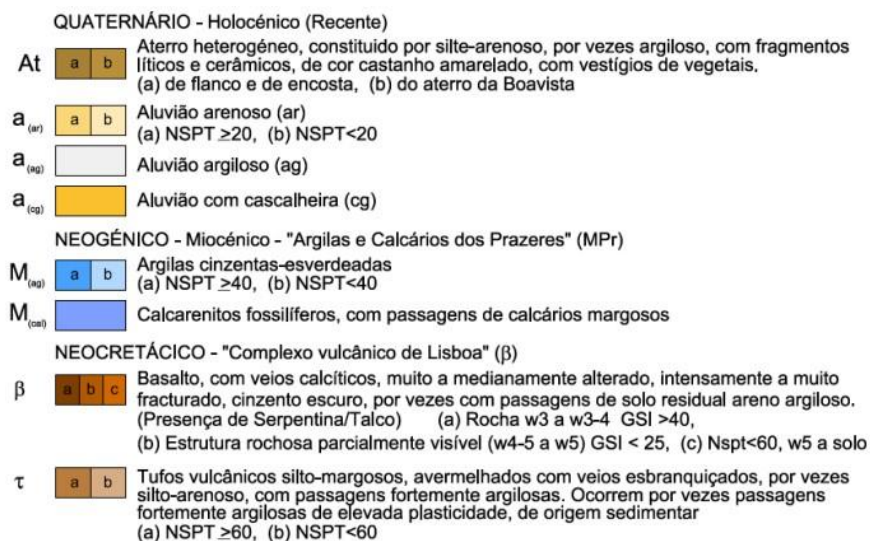 QUATERNÁRIO - Holocénico (Recente)
At a b Aterro heterogéneo, constituido por silte-arenoso, por vezes argiloso, com fragmentos
líticos e cerâmicos, de cor castanho amarelado, com vestígios de vegetais.
(a) de flanco e de encosta, (b) do aterro da Boavista
a (ar) a b Aluvião arenoso (ar)
(a) NSPT ≥20, (b) NSPT<20
a (ag) Aluvião argiloso (ag)
a (cg) Aluvião com cascalheira (cg)
NEOGÉNICO - Miocénico - "Argilas e Calcários dos Prazeres" (MPr)
M (ag) a b Argilas cinzentas-esverdeadas
(a) NSPT ≥40, (b) NSPT<40
M (cal) Calcarenitos fossilíferos, com passagens de calcários margosos
NEOCRETÁCICO - "Complexo vulcânico de Lisboa" (β)
β a b c Basalto, com veios calcíticos, muito a medianamente alterado, intensamente a muito
fracturado, cinzento escuro, por vezes com passagens de solo residual areno argiloso.
(Presença de Serpentina/Talco) (a) Rocha w3 a w3-4 GSI >40,
(b) Estrutura rochosa parcialmente visível (w4-5 a w5) GSI < 25, (c) Nspt<60, w5 a solo
τ a b Tufos vulcânicos silto-margosos, avermelhados com veios esbranquiçados, por vezes
silto-arenoso, com passagens fortemente argilosas. Ocorrem por vezes passagens
fortemente argilosas de elevada plasticidade, de origem sedimentar
(a) NSPT ≥60, (b) NSPT<60